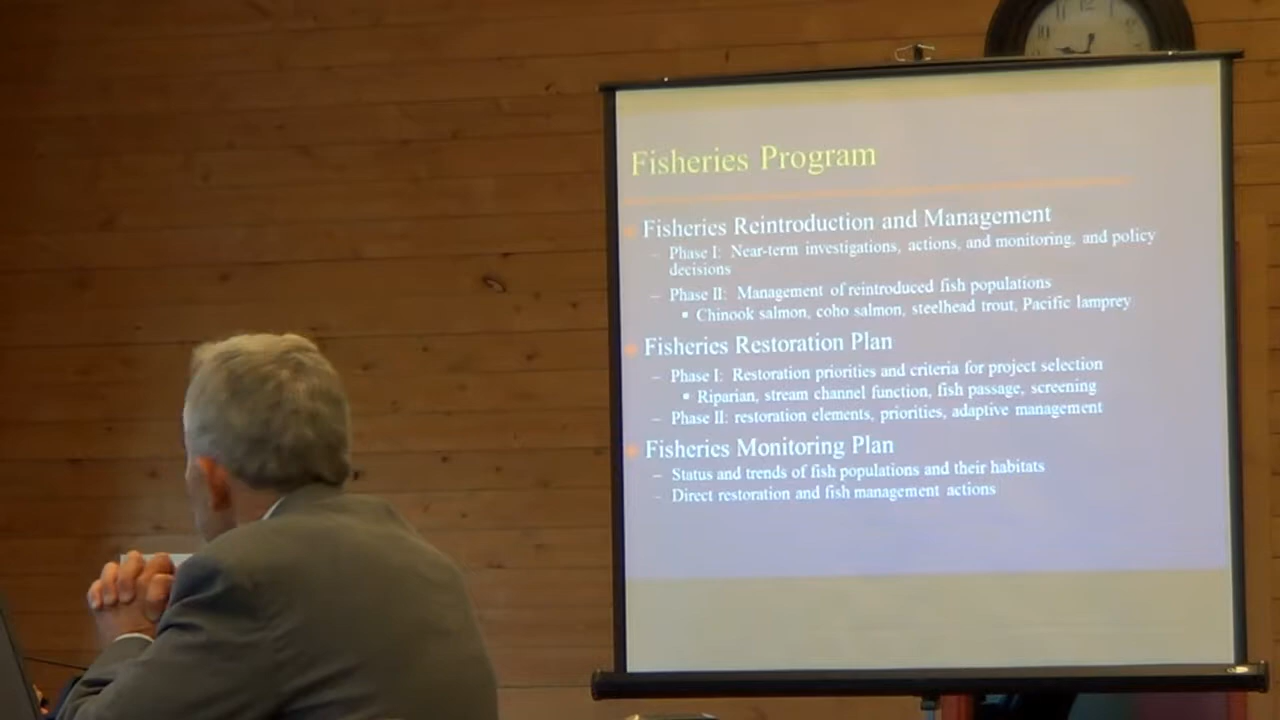 12
10
Fisheries Program
Fisheries Reintroduction and Management
– Phase I: Near-term investigations, actions, and monitoring, and policy
decisions
– Phase II: Management of reintroduced fish populations
▪ Chinook salmon, coho salmon, steelhead trout, Pacific lamprey
Fisheries Restoration Plan
– Phase I: Restoration priorities and criteria for project selection
▪ Riparian, stream channel function, fish passage, screening
– Phase II: restoration elements, priorities, adaptive management
Fisheries Monitoring Plan
– Status and trends of fish populations and their habitats
– Direct restoration and fish management actions